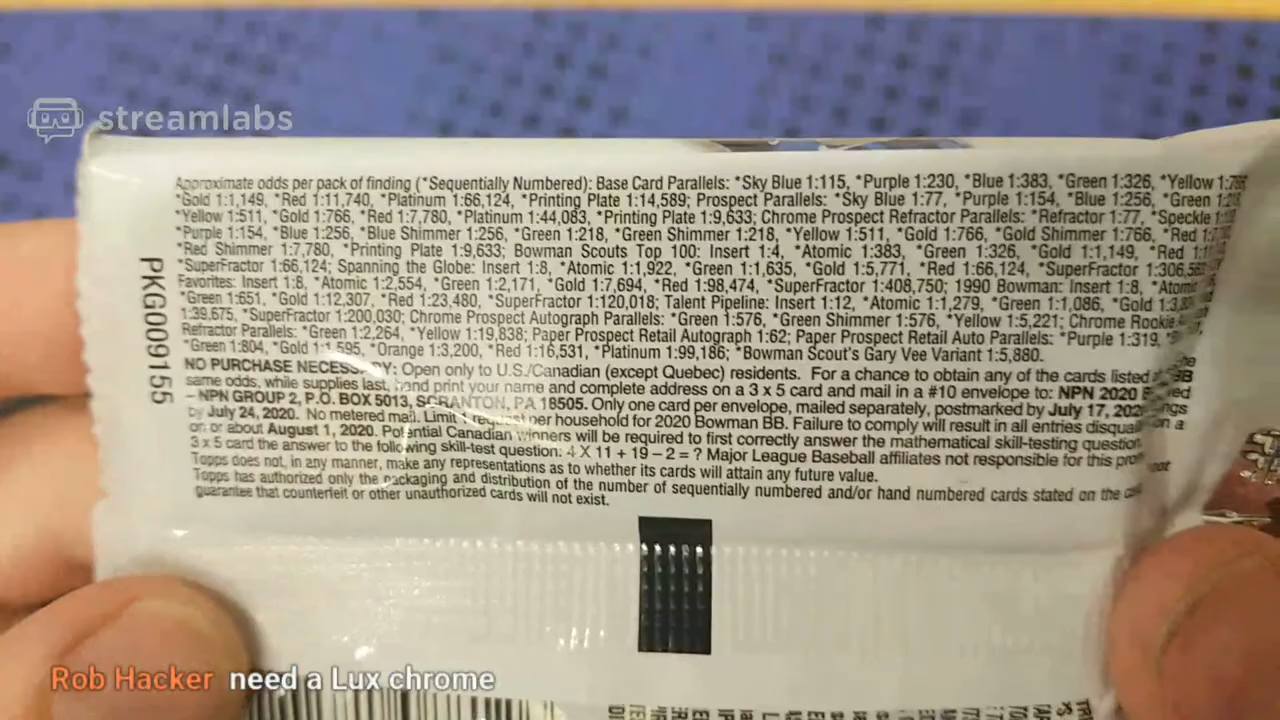 streamlabs
Approximate odds per pack of finding (*Sequentially Numbered): Base Card Parallels: *Sky Blue 1:115, *Purple 1:230, *Blue 1:383, *Green 1:326, *Yellow
*Gold 1:1,149, *Red 1:11,740, *Platinum 1:66,124, *Printing Plate 1:14,589; Prospect Parallels: *Sky Blue 1:77, *Purple 1:154, *Blue 1:256, *Green
*Yellow 1:511, *Gold 1:766, *Red 1:7,780, *Platinum 1:44,083, *Printing Plate 1:9,633; Chrome Prospect Refractor Parallels: *Refractor 1:77, *Speckle
*Purple 1:154, *Blue 1:256, *Blue Shimmer 1:256, *Green 1:218, *Green Shimmer 1:218, *Yellow 1:511, *Gold 1:766, *Gold Shimmer 1:766, *Red
*Red Shimmer 1:7,780, *Printing Plate 1:9,633; Bowman Scouts Top 100: Insert 1:4, *Atomic 1:383, *Green 1:326, *Gold 1:1,149, *Red
*SuperFractor 1:66,124; Spanning the Globe: Insert 1:8, *Atomic 1:1,922, *Green 1:1,635, *Gold 1:5,771, *Red 1:66,124, *SuperFractor
Favorites: Insert 1:8, *Atomic 1:2,554, *Green 1:2,171, *Gold 1:7,694, *Red 1:98,474, *SuperFractor 1:408,750; 1990 Bowman: Insert 1:8, *Atomic
*Green 1:651, *Gold 1:12,307, *Red 1:23,480, *SuperFractor 1:120,018; Talent Pipeline: Insert 1:12, *Atomic 1:1,279, *Green 1:1,086, *Gold
1:39,675, *SuperFractor 1:200,030; Chrome Prospect Autograph Parallels: *Green 1:576, *Green Shimmer 1:576, *Yellow 1:5,221; Chrome Rookie
Refractor Parallels: *Green 1:2,264, *Yellow 1:19,838; Paper Prospect Retail Autograph 1:62; Paper Prospect Retail Auto Parallels: *Purple 1:319,
*Green 1:804, *Gold 1:1,595, *Orange 1:3,200, *Red 1:16,531, *Platinum 1:99,186; *Bowman Scout's Gary Vee Variant 1:5,880.
NO PURCHASE Open only to U.S./Canadian (except Quebec) residents. For a chance to obtain any of the cards listed
same odds, while supplies last, hand print your name and complete address on a 3 x 5 card and mail in a #10 envelope to: NPN 2020
– NPN GROUP 2, P.O. BOX 5013, SCRANTON, PA 18505. Only one card per envelope, mailed separately, postmarked by July 17,
by July 24, 2020. No metered mail. Limit 1 request per household for 2020 Bowman BB. Failure to comply will result in all entries
on or about August 1, 2020. Potential Canadian winners will be required to first correctly answer the mathematical skill-testing question
3 x 5 card the answer to the following skill-test question: 4 X 11 + 19 – 2 = ? Major League Baseball affiliates not responsible for this
Topps does not, in any manner, make any representations as to whether its cards will attain any future value.
Topps has authorized only the packaging and distribution of the number of sequentially numbered and/or hand numbered cards stated on the
guarantee that counterfeit or other unauthorized cards will not exist.
PKG009155
Rob Hacker need a Lux chrome